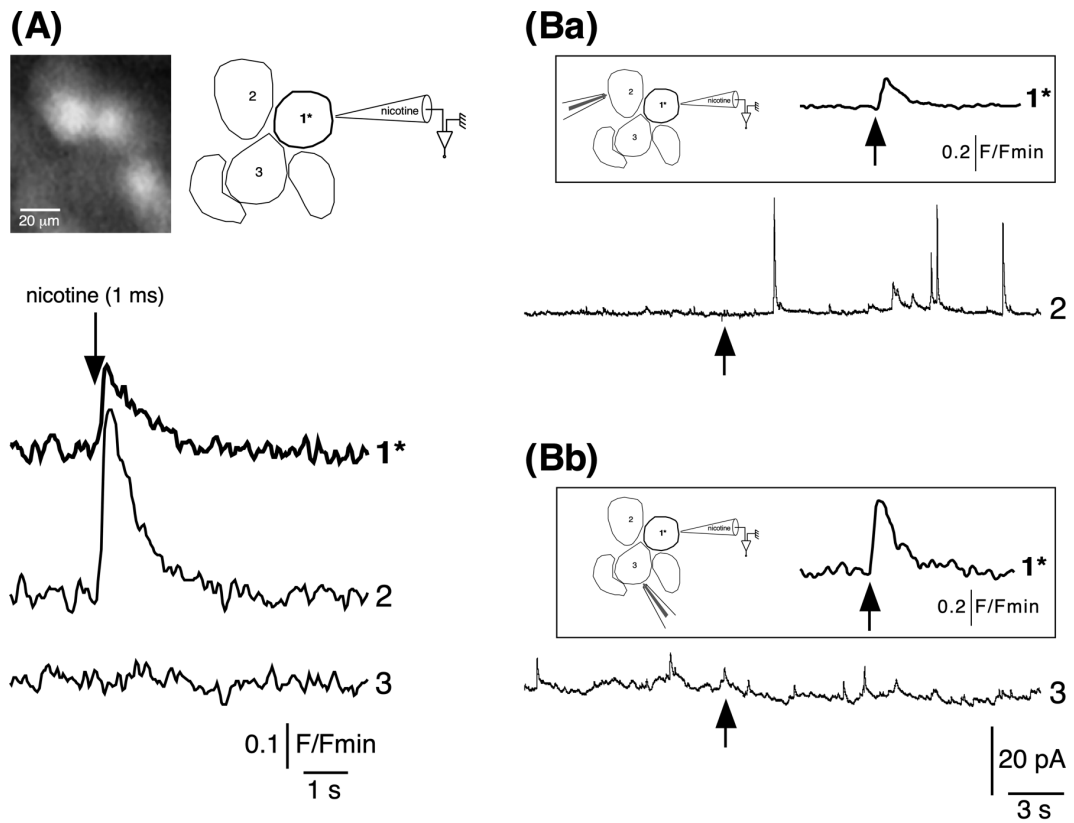 (A)
2
1*
nicotine
3
20 μm
nicotine (1 ms)
1*
2
3
0.1 F/Fmin
1 s
(Ba)
2
1*
nicotine
3
1*
0.2 F/Fmin
2
(Bb)
2
1*
nicotine
3
1*
0.2 F/Fmin
3
20 pA
3 s